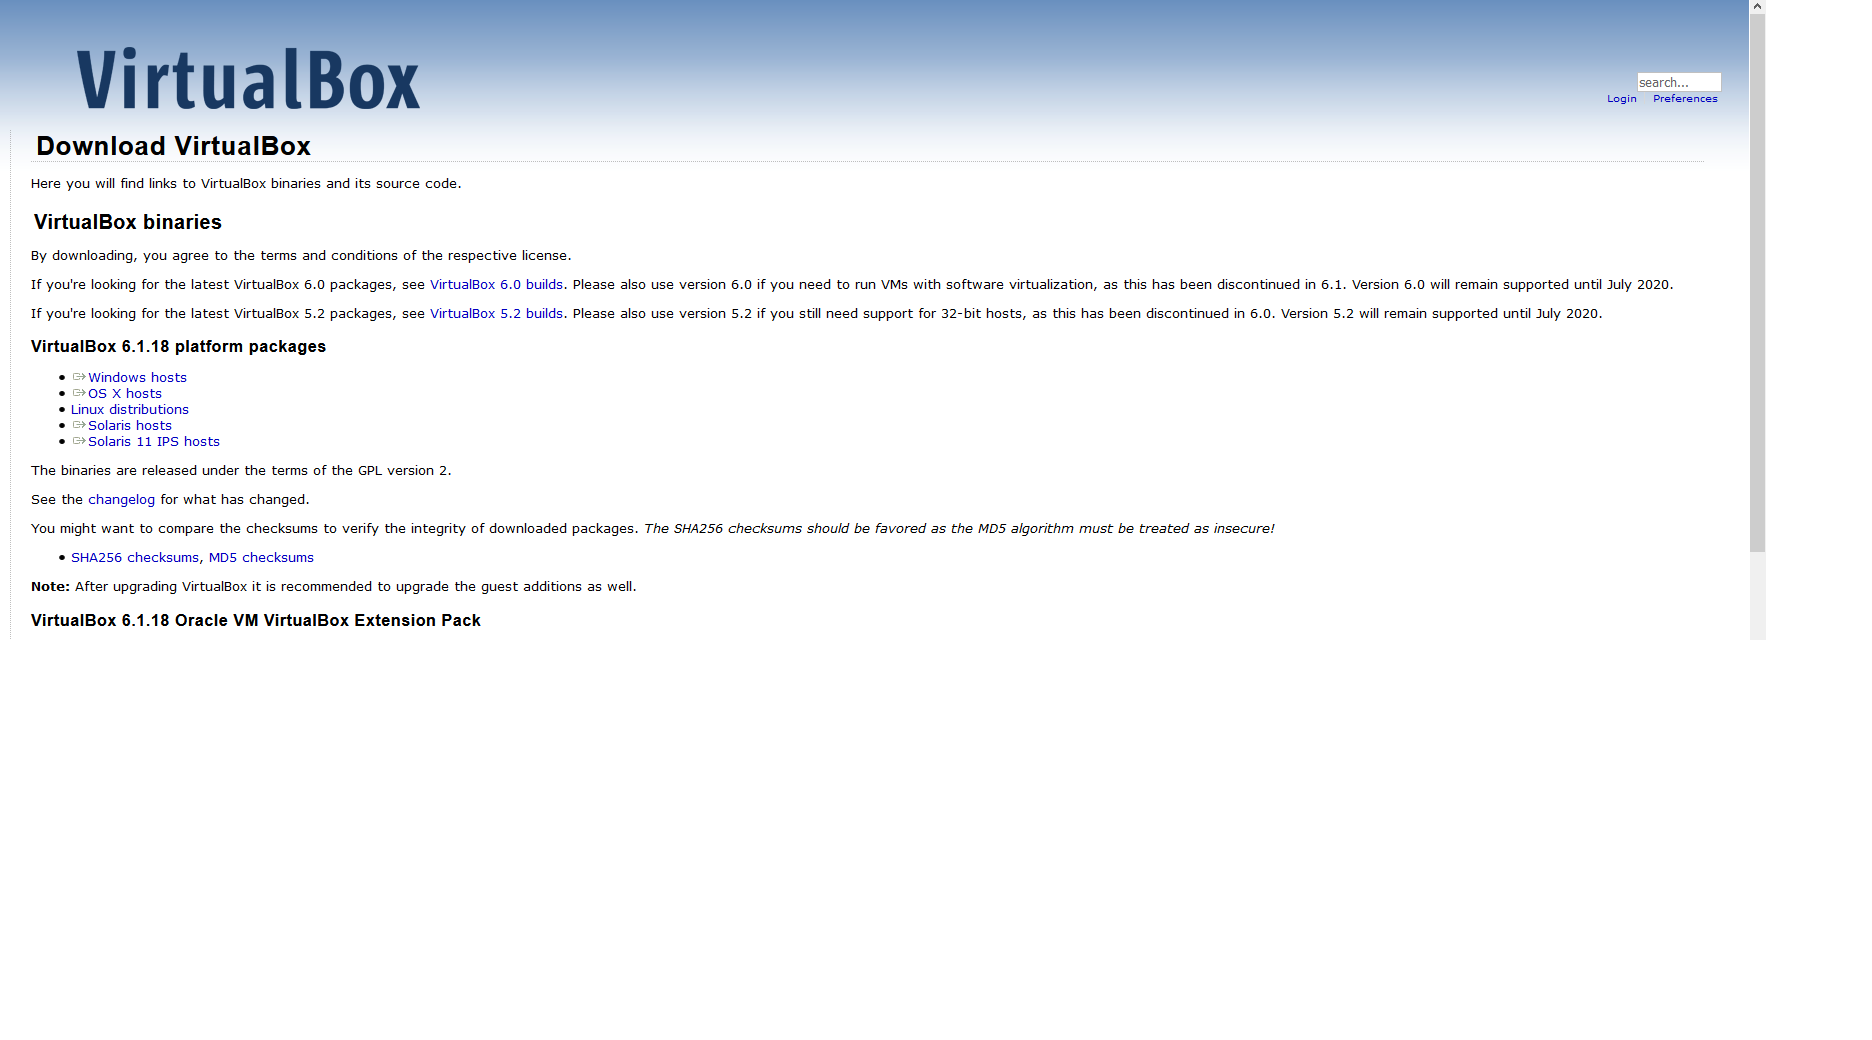 VirtualBox
search...
Login Preferences
Download VirtualBox
Here you will find links to VirtualBox binaries and its source code.
VirtualBox binaries
By downloading, you agree to the terms and conditions of the respective license.
If you're looking for the latest VirtualBox 6.0 packages, see VirtualBox 6.0 builds. Please also use version 6.0 if you need to run VMs with software virtualization, as this has been discontinued in 6.1. Version 6.0 will remain supported until July 2020.
If you're looking for the latest VirtualBox 5.2 packages, see VirtualBox 5.2 builds. Please also use version 5.2 if you still need support for 32-bit hosts, as this has been discontinued in 6.0. Version 5.2 will remain supported until July 2020.
VirtualBox 6.1.18 platform packages
• Windows hosts
• OS X hosts
• Linux distributions
• Solaris hosts
• Solaris 11 IPS hosts
The binaries are released under the terms of the GPL version 2.
See the changelog for what has changed.
You might want to compare the checksums to verify the integrity of downloaded packages. The SHA256 checksums should be favored as the MD5 algorithm must be treated as insecure!
• SHA256 checksums, MD5 checksums
Note: After upgrading VirtualBox it is recommended to upgrade the guest additions as well.
VirtualBox 6.1.18 Oracle VM VirtualBox Extension Pack